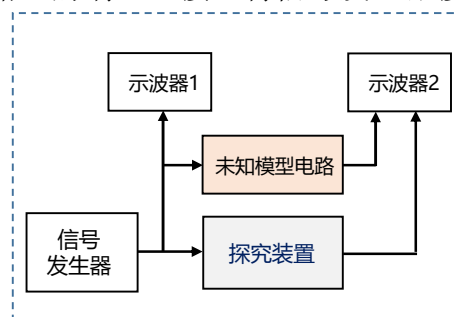 示波器1
示波器2
未知模型电路
信号
发生器
探究装置